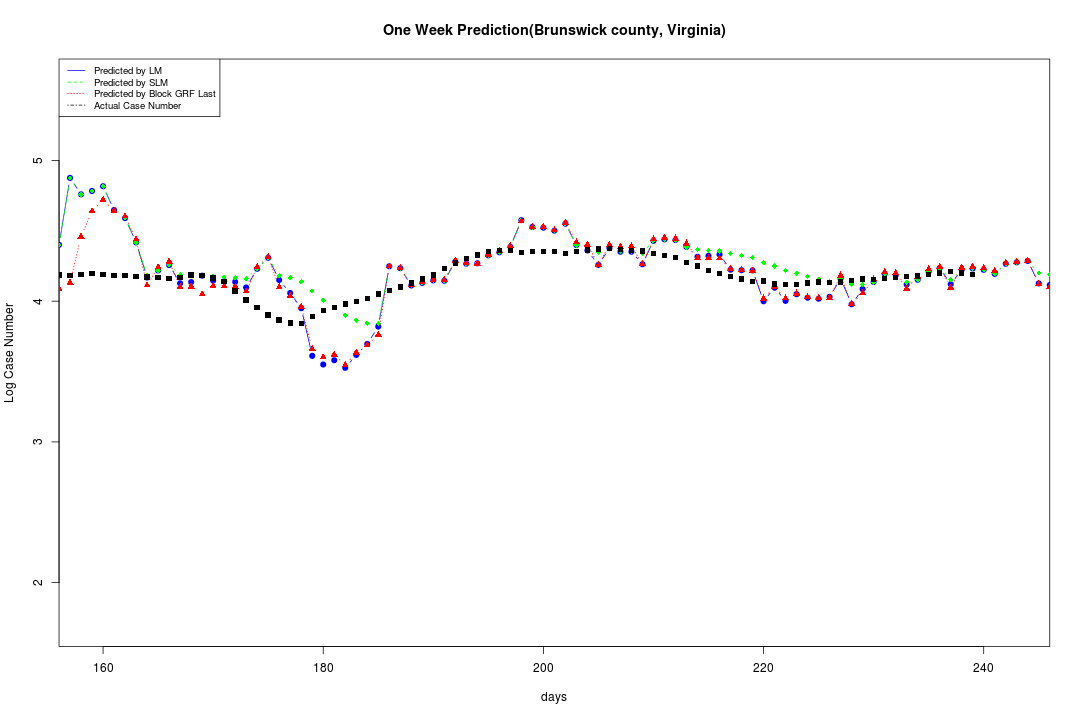 One Week Prediction(Brunswick county, Virginia)
Predicted by LM
Predicted by SLM
Predicted by Block GRF Last
Actual Case Number
Log Case Number
5
4
3
2
160 180 200 220 240
days